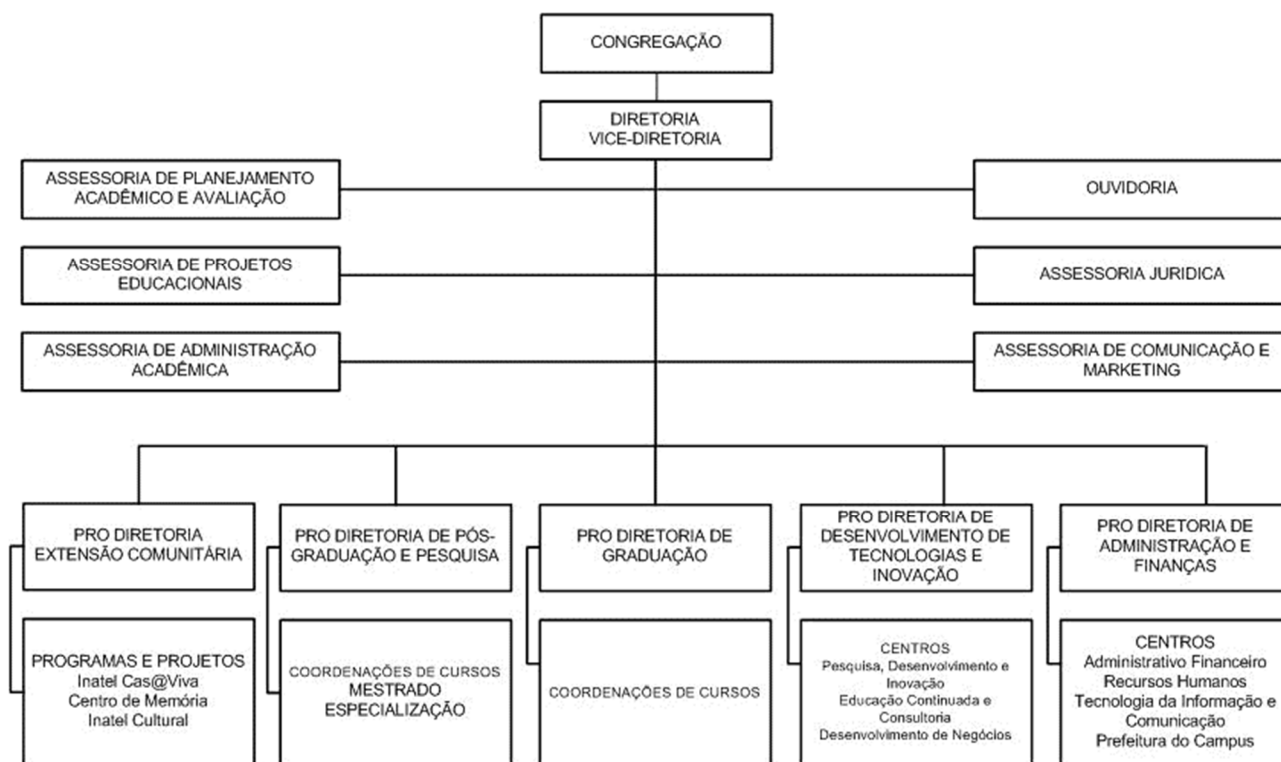 CONGREGAÇÃO
DIRETORIA
VICE-DIRETORIA
ASSESSORIA DE PLANEJAMENTO
ACADÊMICO E AVALIAÇÃO
OUVIDORIA
ASSESSORIA DE PROJETOS
EDUCACIONAIS
ASSESSORIA JURIDICA
ASSESSORIA DE ADMINISTRAÇÃO
ACADÊMICA
ASSESSORIA DE COMUNICAÇÃO E
MARKETING
PRO DIRETORIA
EXTENSÃO COMUNITÁRIA
PRO DIRETORIA DE PÓS-
GRADUAÇÃO E PESQUISA
PRO DIRETORIA DE
GRADUAÇÃO
PRO DIRETORIA DE
DESENVOLVIMENTO DE
TECNOLOGIAS E
INOVAÇÃO
PRO DIRETORIA DE
ADMINISTRAÇÃO E
FINANÇAS
PROGRAMAS E PROJETOS
Inatel Cas@Viva
Centro de Memória
Inatel Cultural
COORDENAÇÕES DE CURSOS
MESTRADO
ESPECIALIZAÇÃO
COORDENAÇÕES DE CURSOS
CENTROS
Pesquisa, Desenvolvimento e
Inovação
Educação Continuada e
Consultoria
Desenvolvimento de Negócios
CENTROS
Administrativo Financeiro
Recursos Humanos
Tecnologia da Informação e
Comunicação
Prefeitura do Campus